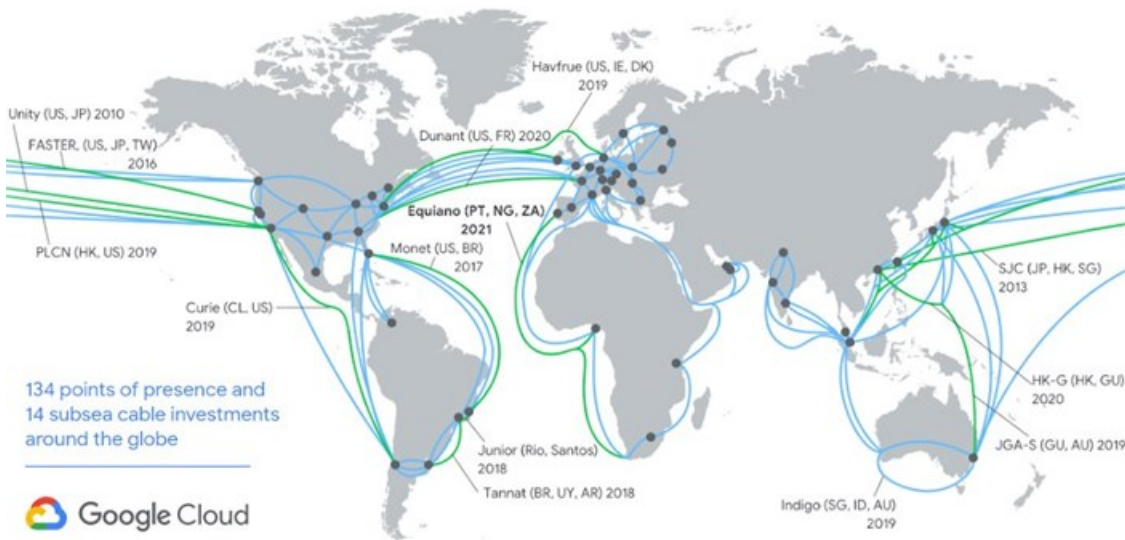 Havfrue (US, IE, DK)
2019
Unity (US, JP) 2010
FASTER, (US, JP, TW)
2016
Dunant (US, FR) 2020
PLCN (HK, US) 2019
Equiano (PT, NG, ZA)
2021
Monet (US, BR)
2017
Curie (CL, US)
2019
SJC (JP, HK, SG)
2013
HK-G (HK, GU)
2020
JGA-S (GU, AU) 2019
Junior (Rio, Santos)
2018
Tannat (BR, UY, AR) 2018
Indigo (SG, ID, AU)
2019
134 points of presence and
14 subsea cable investments
around the globe
Google Cloud